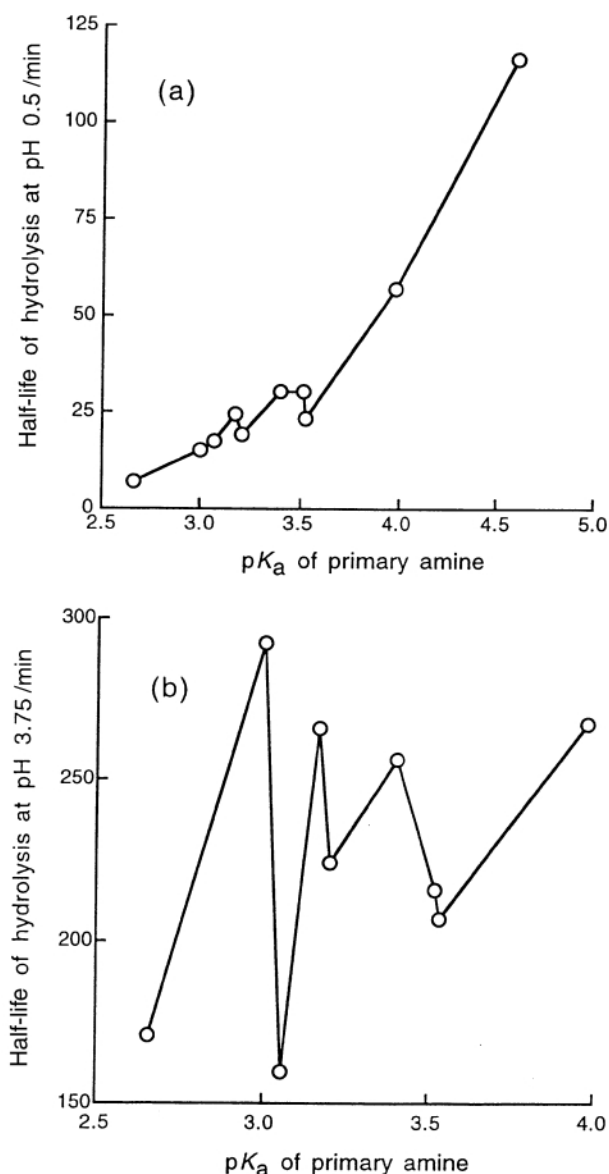 125
(a)
100
75
50
25
0
2.5 3.0 3.5 4.0 4.5 5.0
Half-life of hydrolysis at pH 0.5/min
pKa of primary amine
300
(b)
250
200
150
2.5 3.0 3.5 4.0
Half-life of hydrolysis at pH 3.75/min
pKa of primary amine